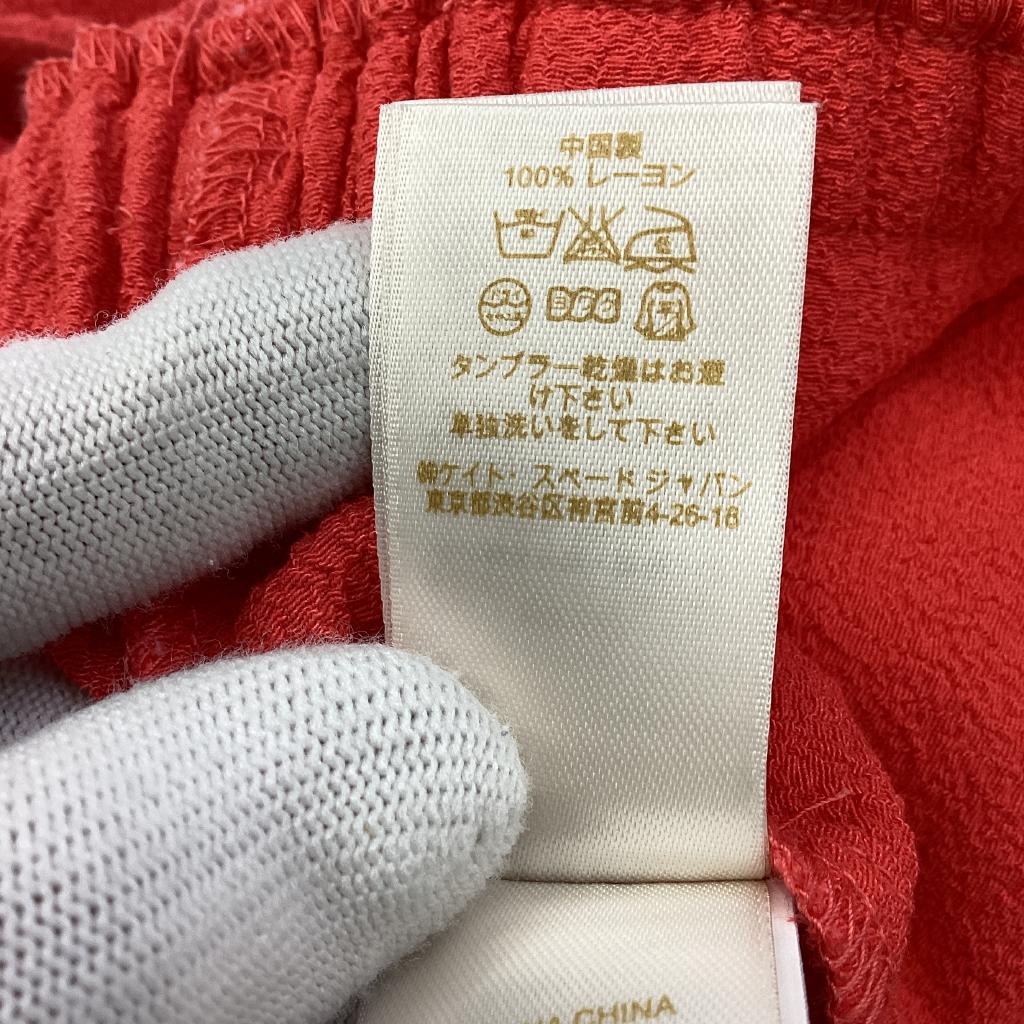 中国製
100% レーヨン
タンブラー乾燥はお避
け下さい
単独洗いをして下さい
㈱ケイト・スペードジャパン
東京都渋谷区神宮前4-26-18
CHINA